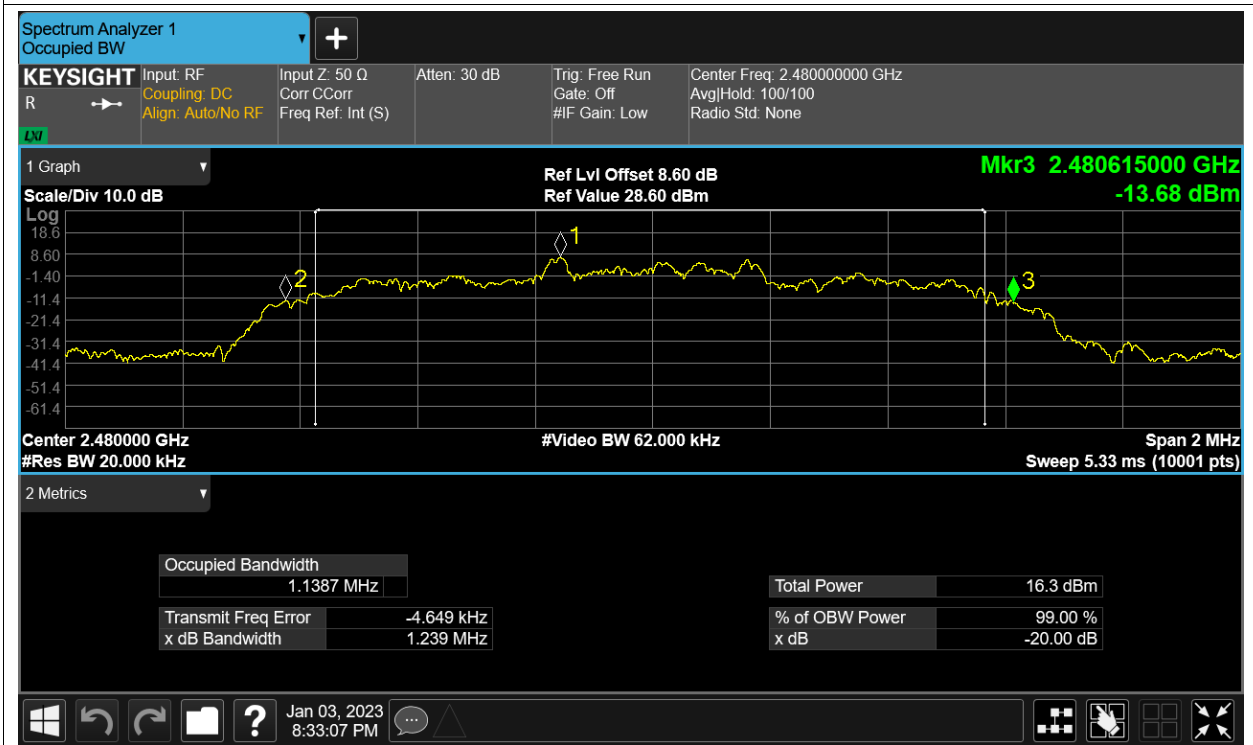 Spectrum Analyzer 1
Occupied BW
KEYSIGHT
R
LXI
Input: RF
Coupling: DC
Align: Auto/No RF
Input Z: 50 Ω
Corr CCorr
Freq Ref: Int (S)
Atten: 30 dB
Trig: Free Run
Gate: Off
#IF Gain: Low
Center Freq: 2.480000000 GHz
Avg|Hold: 100/100
Radio Std: None
1 Graph
Scale/Div 10.0 dB
Ref Lvl Offset 8.60 dB
Ref Value 28.60 dBm
Mkr3 2.480615000 GHz
-13.68 dBm
Log
18.6
8.60
-1.40
-11.4
-21.4
-31.4
-41.4
-51.4
-61.4
1
2
3
Center 2.480000 GHz
#Video BW 62.000 kHz
Span 2 MHz
#Res BW 20.000 kHz
Sweep 5.33 ms (10001 pts)
2 Metrics
Occupied Bandwidth
1.1387 MHz
Total Power 16.3 dBm
Transmit Freq Error -4.649 kHz
% of OBW Power 99.00 %
x dB Bandwidth 1.239 MHz
x dB -20.00 dB
?
Jan 03, 2023
8:33:07 PM